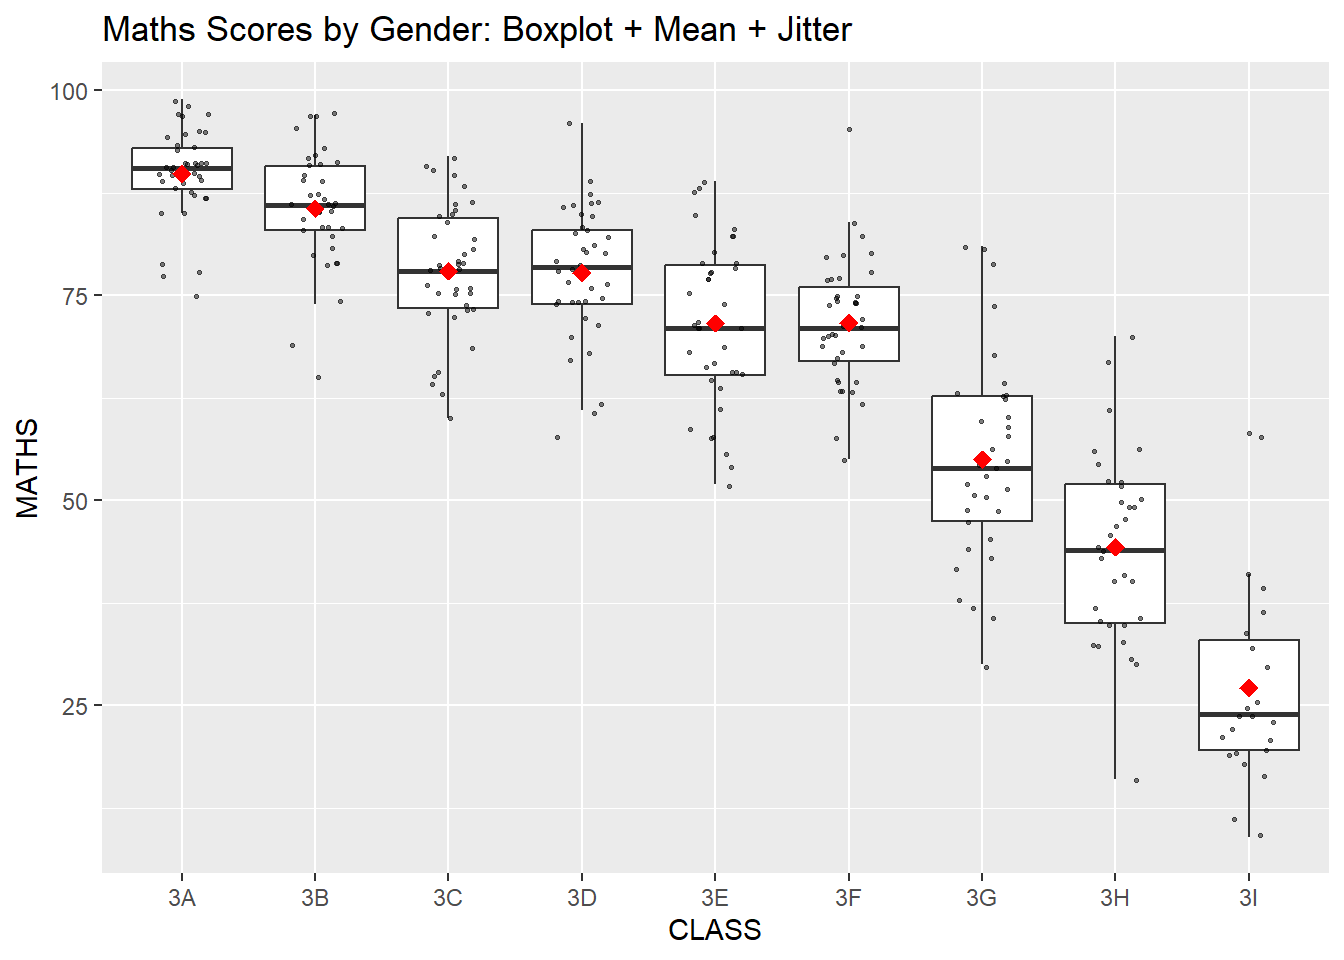 Maths Scores by Gender: Boxplot + Mean + Jitter
100
75
50
25
MATHS
3A 3B 3C 3D 3E 3F 3G 3H 3I
CLASS